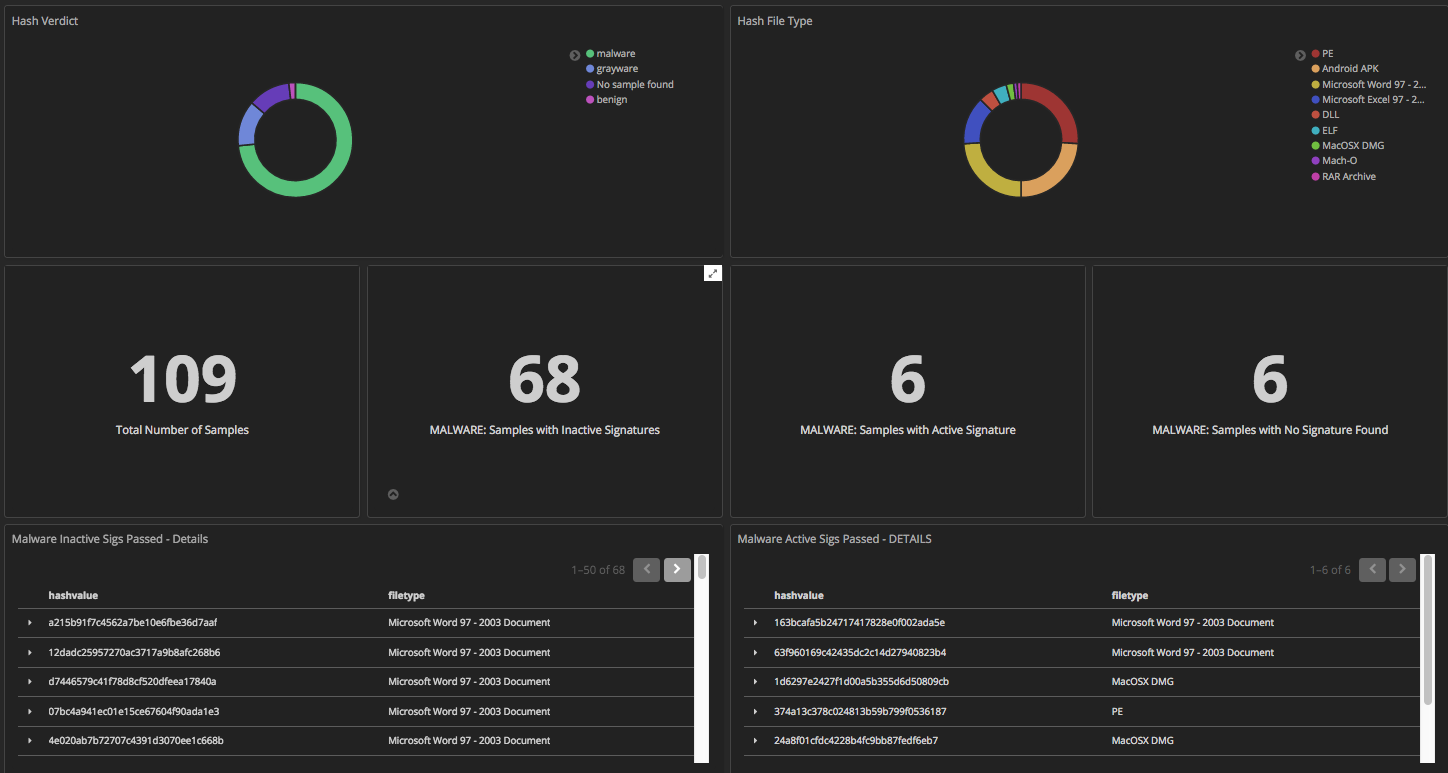 Hash Verdict
malware
grayware
No sample found
benign
Hash File Type
PE
Android APK
Microsoft Word 97 - 2...
Microsoft Excel 97 - 2...
DLL
ELF
MacOSX DMG
Mach-O
RAR Archive
109
Total Number of Samples
68
MALWARE: Samples with Inactive Signatures
6
MALWARE: Samples with Active Signature
6
MALWARE: Samples with No Signature Found
Malware Inactive Sigs Passed - Details
1–50 of 68
hashvalue filetype
a215b91f7c4562a7be10e6fbe36d7aaf Microsoft Word 97 - 2003 Document
12dadc25957270ac3717a9b8afc268b6 Microsoft Word 97 - 2003 Document
d7446579c41f78d8cf520dfeea17840a Microsoft Word 97 - 2003 Document
07bc4a941ec01e15ce67604f90ada1e3 Microsoft Word 97 - 2003 Document
4e020ab7b72707c4391d3070ee1c668b Microsoft Word 97 - 2003 Document
Malware Active Sigs Passed - DETAILS
1–6 of 6
hashvalue filetype
163bcafa5b24717417828e0f002ada5e Microsoft Word 97 - 2003 Document
63f960169c42435dc2c14d27940823b4 Microsoft Word 97 - 2003 Document
1d6297e2427f1d00a5b355d6d50809cb MacOSX DMG
374a13c378c024813b59b799f0536187 PE
24a8f01cfdc4228b4fc9bb87fedf6eb7 MacOSX DMG